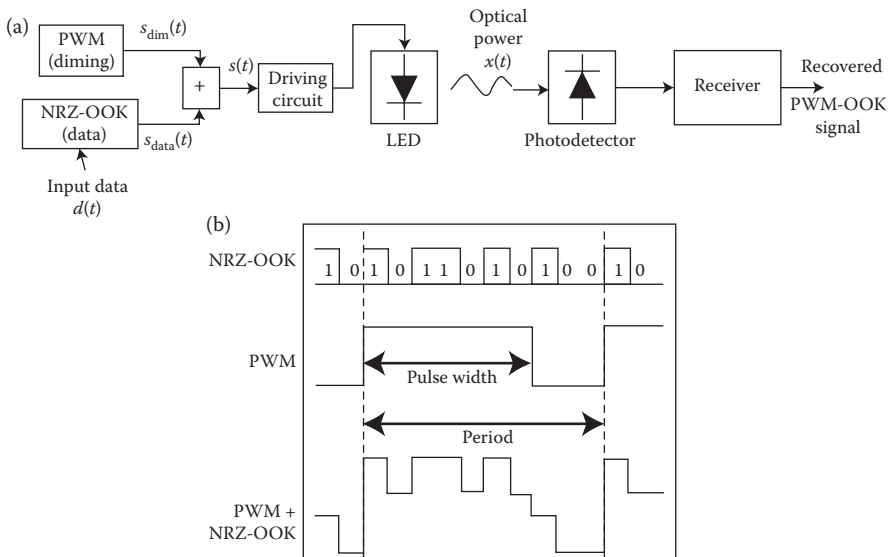 (a)
PWM
(diming)
s_dim(t)
+
s(t)
Driving
circuit
NRZ-OOK
(data)
s_data(t)
Input data
d(t)
LED
Optical
power
x(t)
Photodetector
Receiver
Recovered
PWM-OOK
signal
(b)
NRZ-OOK
1 0 1 0 1 1 0 1 0 1 0 0 1 0
PWM
Pulse width
Period
PWM +
NRZ-OOK